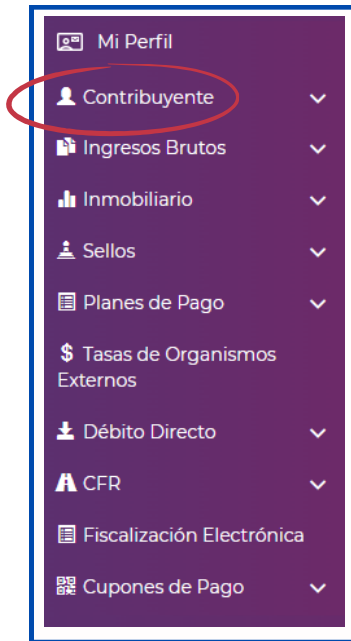 Mi Perfil
Contribuyente
Ingresos Brutos
Inmobiliario
Sellos
Planes de Pago
$ Tasas de Organismos
Externos
Débito Directo
CFR
Fiscalización Electrónica
Cupones de Pago